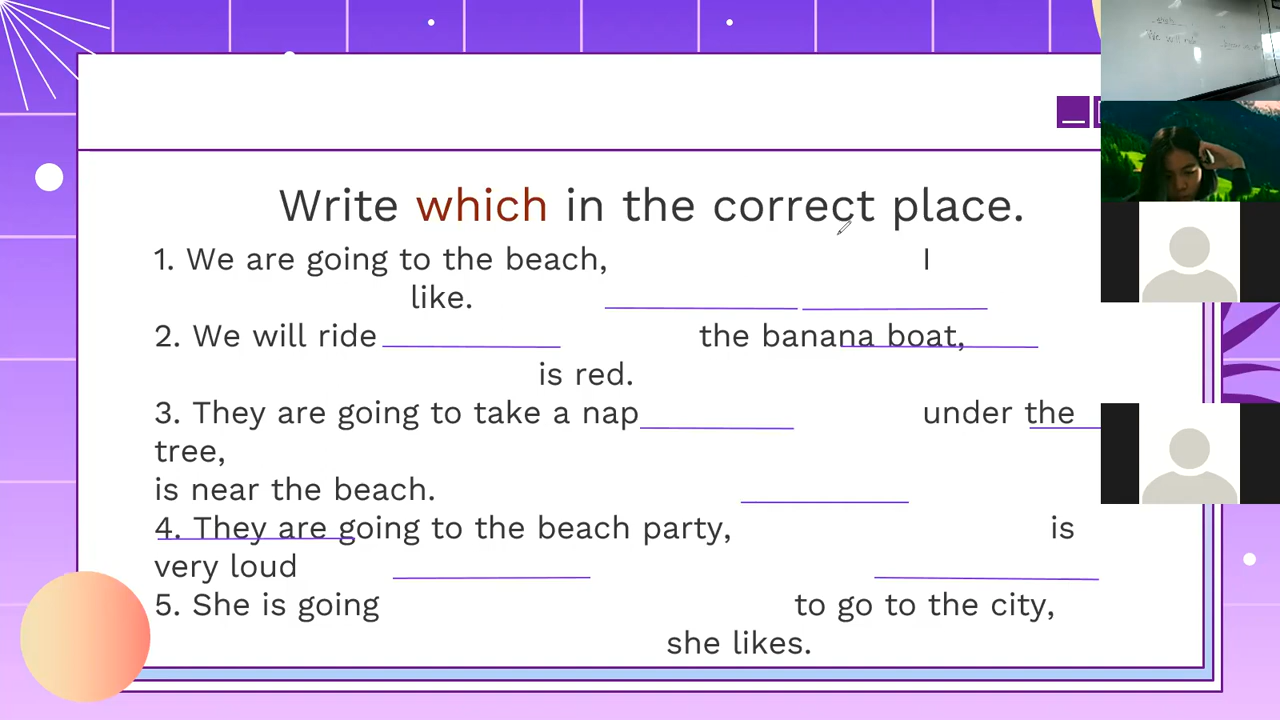 Write which in the correct place.
1. We are going to the beach, I
like.
2. We will ride the banana boat,
is red.
3. They are going to take a nap under the
tree,
is near the beach.
4. They are going to the beach party, is
very loud
5. She is going to go to the city,
she likes.
We will ride